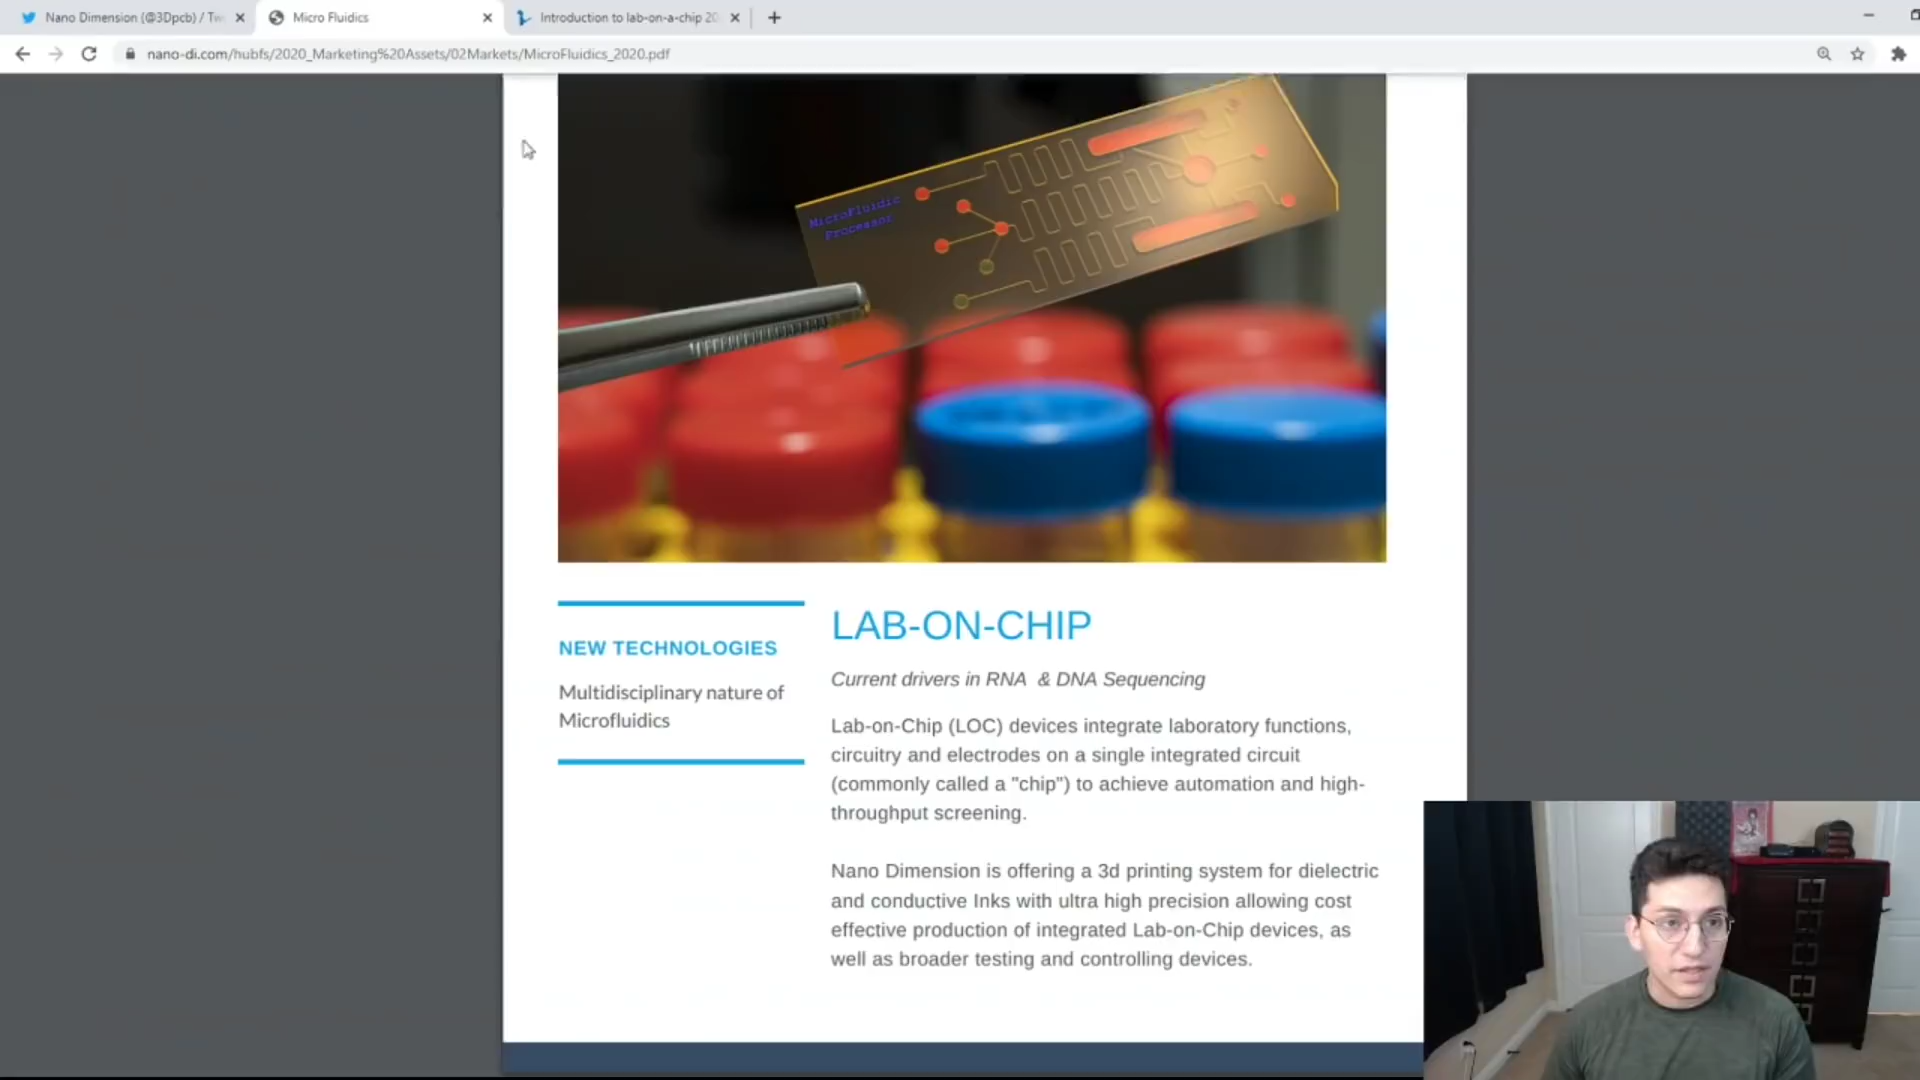 Nano Dimension (@3Dpcb) / Tw
Micro Fluidics
Introduction to lab-on-a-chip 20
nano-di.com/hubfs/2020_Marketing%20Assets/02Markets/MicroFluidics_2020.pdf
MicroFluidic
Processor
NEW TECHNOLOGIES
Multidisciplinary nature of
Microfluidics
LAB-ON-CHIP
Current drivers in RNA & DNA Sequencing
Lab-on-Chip (LOC) devices integrate laboratory functions,
circuitry and electrodes on a single integrated circuit
(commonly called a "chip") to achieve automation and high-
throughput screening.
Nano Dimension is offering a 3d printing system for dielectric
and conductive Inks with ultra high precision allowing cost
effective production of integrated Lab-on-Chip devices, as
well as broader testing and controlling devices.